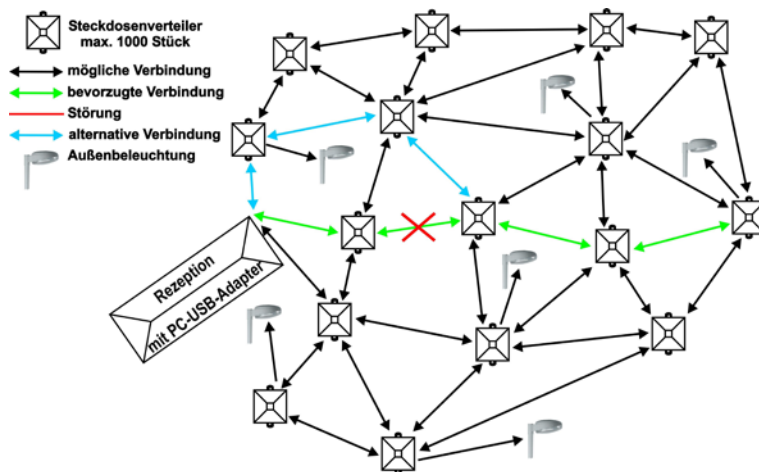 Steckdosenverteiler
max. 1000 Stück
mögliche Verbindung
bevorzugte Verbindung
Störung
alternative Verbindung
Außenbeleuchtung
Rezeption
mit PC-USB-Adapter